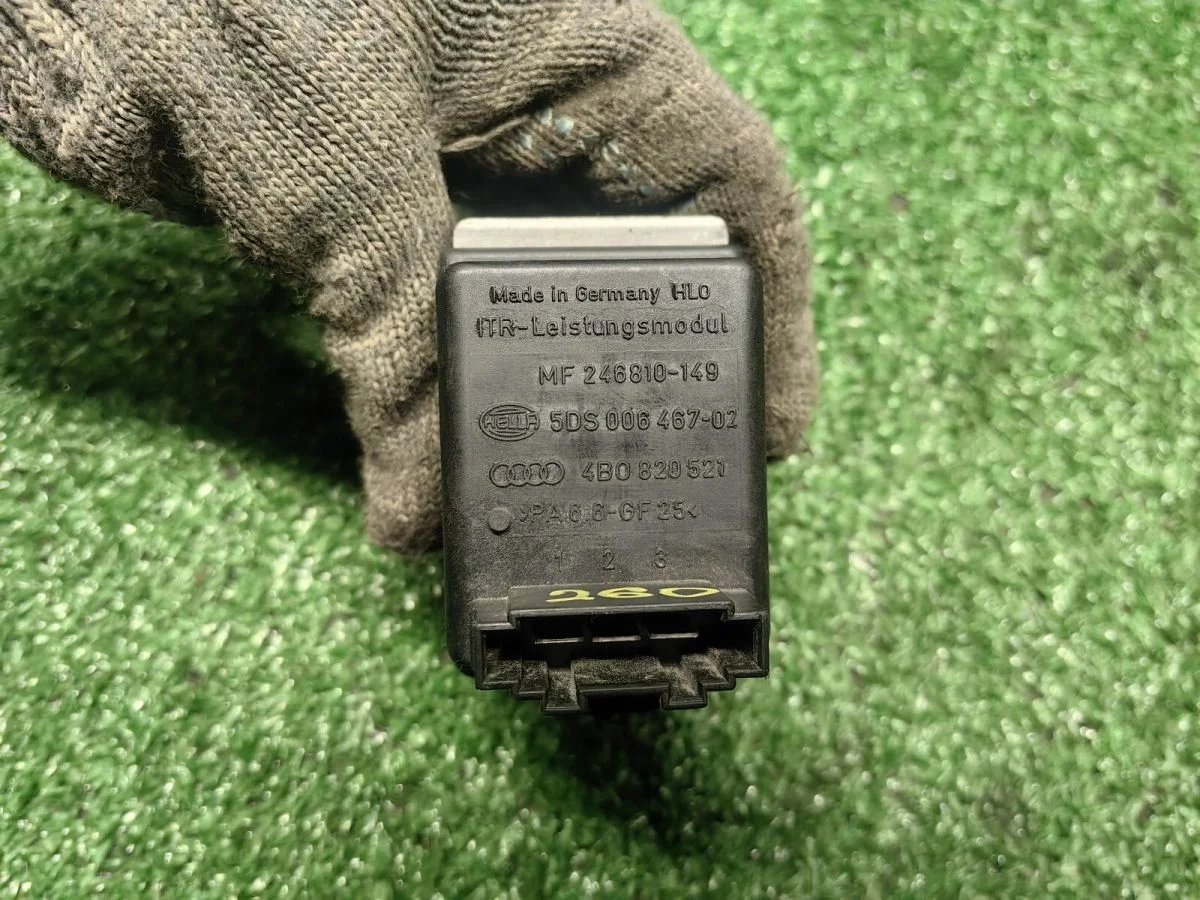 Made in Germany HLO
ITR-Leistungsmodul
MF 246810-149
HELLA 5DS 006 467-02
4B0 820 521
>PA 6.6-GF 25<
1 2 3
260